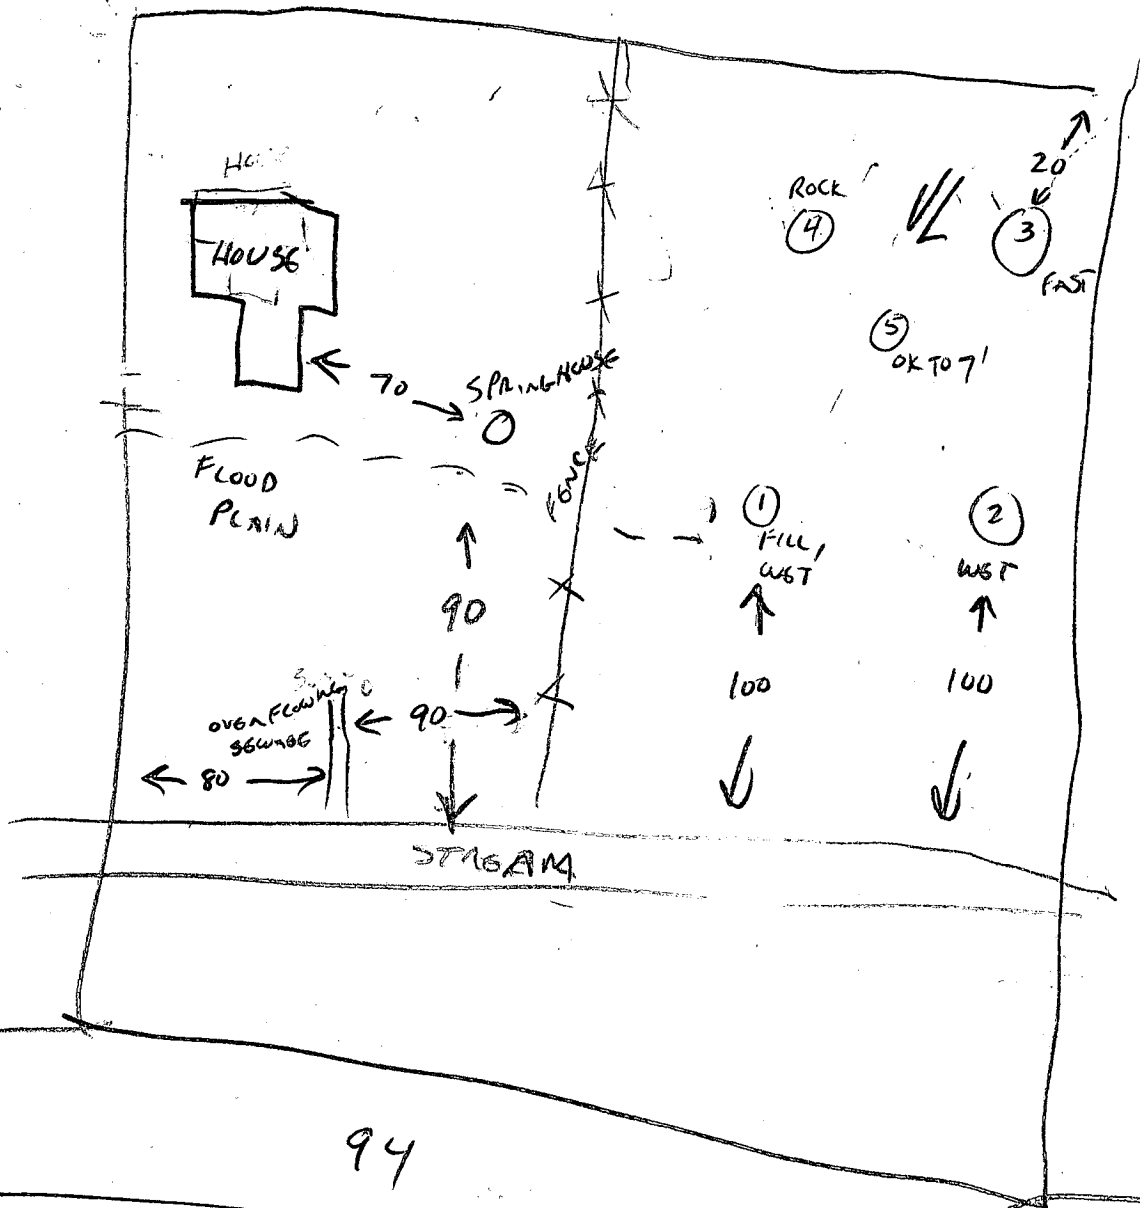 20
ROCK
4
3
HOUSE
FAST
5
OK TO 7'
70
SPRINGHOUSE
FENCE
FLOOD
PLAIN
1
2
FILL,
WET
WET
90
100
100
OVERFLOWING
SEWAGE
90
80
STREAM
94